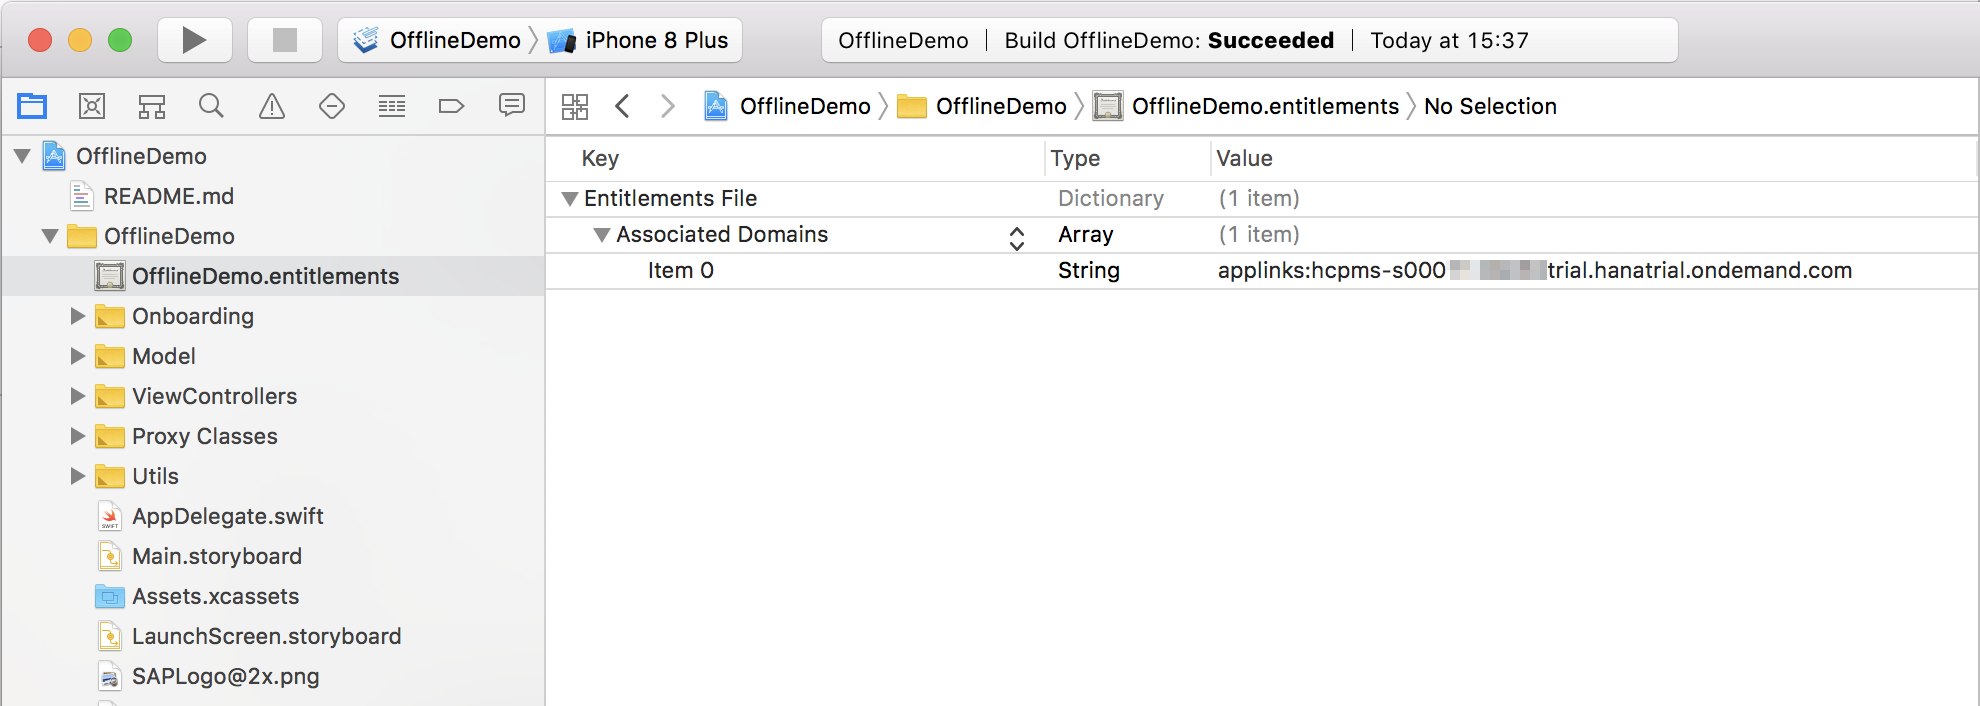 OfflineDemo iPhone 8 Plus OfflineDemo | Build OfflineDemo: Succeeded | Today at 15:37
OfflineDemo OfflineDemo OfflineDemo.entitlements No Selection
OfflineDemo
README.md
OfflineDemo
OfflineDemo.entitlements
Onboarding
Model
ViewControllers
Proxy Classes
Utils
AppDelegate.swift
Main.storyboard
Assets.xcassets
LaunchScreen.storyboard
SAPLogo@2x.png
Key Type Value
Entitlements File Dictionary (1 item)
Associated Domains Array (1 item)
Item 0 String applinks:hcpms-s000 trial.hanatrial.ondemand.com